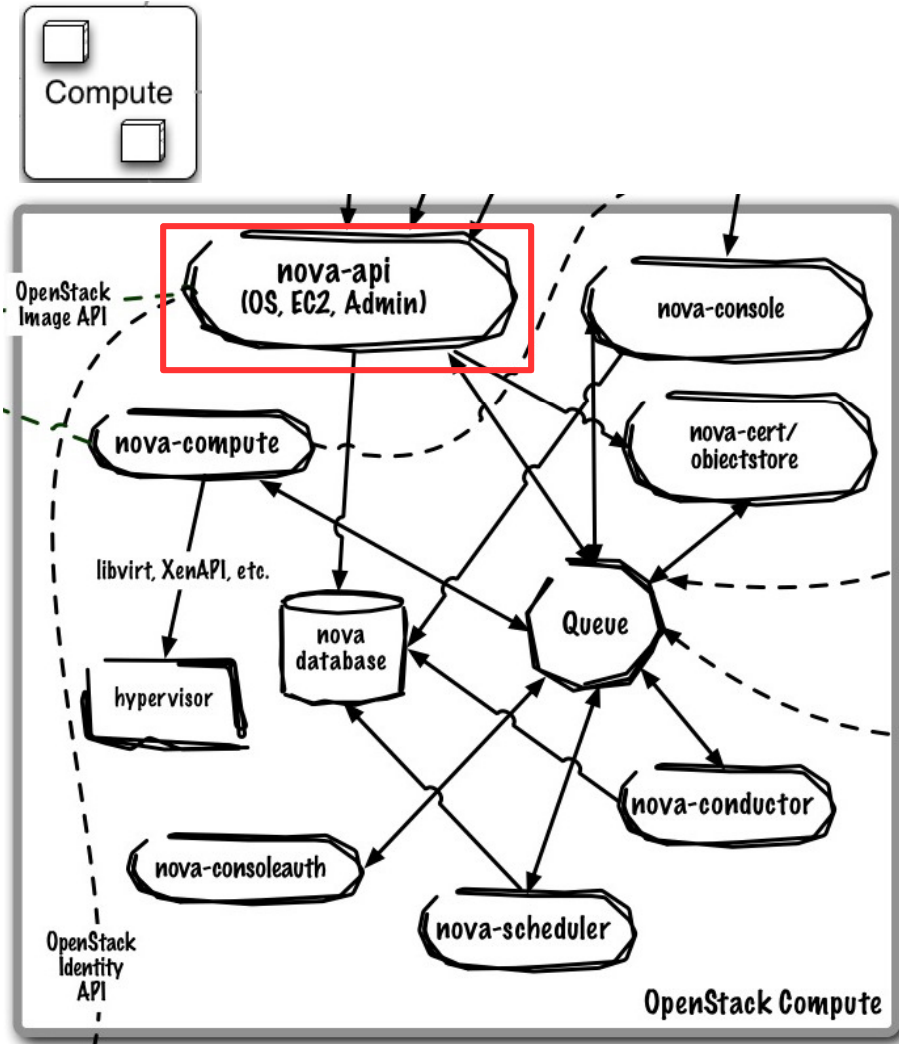 Compute
nova-api
(OS, EC2, Admin)
OpenStack
Image API
nova-console
nova-compute
nova-cert/
obiectstore
libvirt, XenAPI, etc.
nova
database
Queue
hypervisor
nova-conductor
nova-consoleauth
nova-scheduler
OpenStack
Identity
API
OpenStack Compute